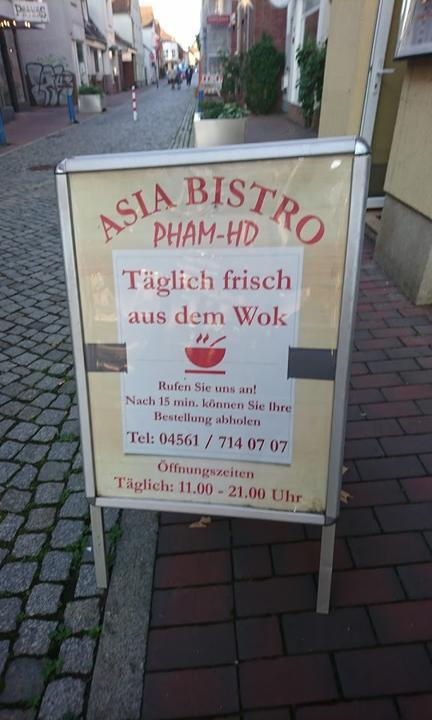 ASIA BISTRO
PHAM-HD
Täglich frisch
aus dem Wok
Rufen Sie uns an!
Nach 15 min. können Sie Ihre
Bestellung abholen
Tel: 04561 / 714 07 07
Öffnungszeiten
Täglich: 11.00 - 21.00 Uhr